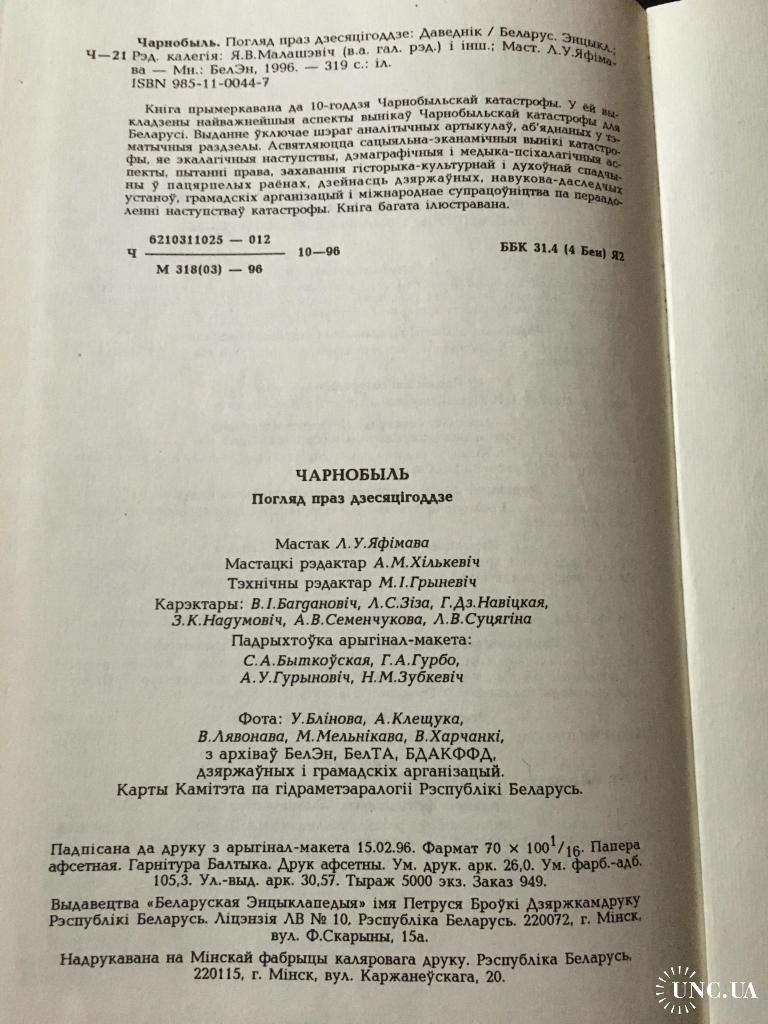 Чарнобыль. Погляд праз дзесяцігоддзе: Даведнік / Беларус. Энцыкл.;
Ч—21 Рэд. калегія: Я.В.Малашэвіч (в.а. гал. рэд.) і інш.; Маст. Л.У.Яфіма-
ва — Мн.: БелЭн, 1996. — 319 с.: іл.
ISBN 985-11-0044-7
Кніга прымеркавана да 10-годдзя Чарнобыльскай катастрофы. У ёй вы-
кладзены найважнейшыя аспекты вынікаў Чарнобыльскай катастрофы для
Беларусі. Выданне ўключае шэраг аналітычных артыкулаў, аб'яднаных у тэ-
матычныя раздзелы. Асвятляюцца сацыяльна-эканамічныя вынікі катастро-
фы, яе экалагічныя наступствы, дэмаграфічныя і медыка-псіхалагічныя ас-
пекты, пытанні права, захавання гісторыка-культурнай і духоўнай спадчы-
ны ў пацярпелых раёнах, дзейнасць дзяржаўных, навукова-даследчых
устаноў, грамадскіх арганізацый і міжнароднае супрацоўніцтва па пераадо-
ленні наступстваў катастрофы. Кніга багата ілюстравана.
6210311025 — 012
Ч 10—96
М 318(03) — 96
ББК 31.4 (4 Беи) Я2
ЧАРНОБЫЛЬ
Погляд праз дзесяцігоддзе
Мастак Л.У.Яфімава
Мастацкі рэдактар А.М.Хількевіч
Тэхнічны рэдактар М.І.Грыневіч
Карэктары: В.І.Багдановіч, Л.С.Зіза, Г.Дз.Навіцкая,
З.К.Надумовіч, А.В.Семенчукова, Л.В.Суцягіна
Падрыхтоўка арыгінал-макета:
С.А.Быткоўская, Г.А.Гурбо,
А.У.Гурыновіч, Н.М.Зубкевіч
Фота: У.Блінова, А.Клещука,
В.Лявонава, М.Мельнікава, В.Харчанкі,
з архіваў БелЭн, БелТА, БДАКФФД,
дзяржаўных і грамадскіх арганізацый.
Карты Камітэта па гідраметэаралогіі Рэспублікі Беларусь.
Падпісана да друку з арыгінал-макета 15.02.96. Фармат 70 × 100¹/₁₆. Папера
афсетная. Гарнітура Балтыка. Друк афсетны. Ум. друк. арк. 26,0. Ум. фарб.-адб.
105,3. Ул.-выд. арк. 30,57. Тыраж 5000 экз. Заказ 949.
Выдавецтва «Беларуская Энцыклапедыя» імя Петруся Броўкі Дзяржкамдруку
Рэспублікі Беларусь. Ліцэнзія ЛВ № 10. Рэспубліка Беларусь. 220072, г. Мінск,
вул. Ф.Скарыны, 15а.
Надрукавана на Мінскай фабрыцы каляровага друку. Рэспубліка Беларусь,
220115, г. Мінск, вул. Каржанеўскага, 20.
UNC.UA